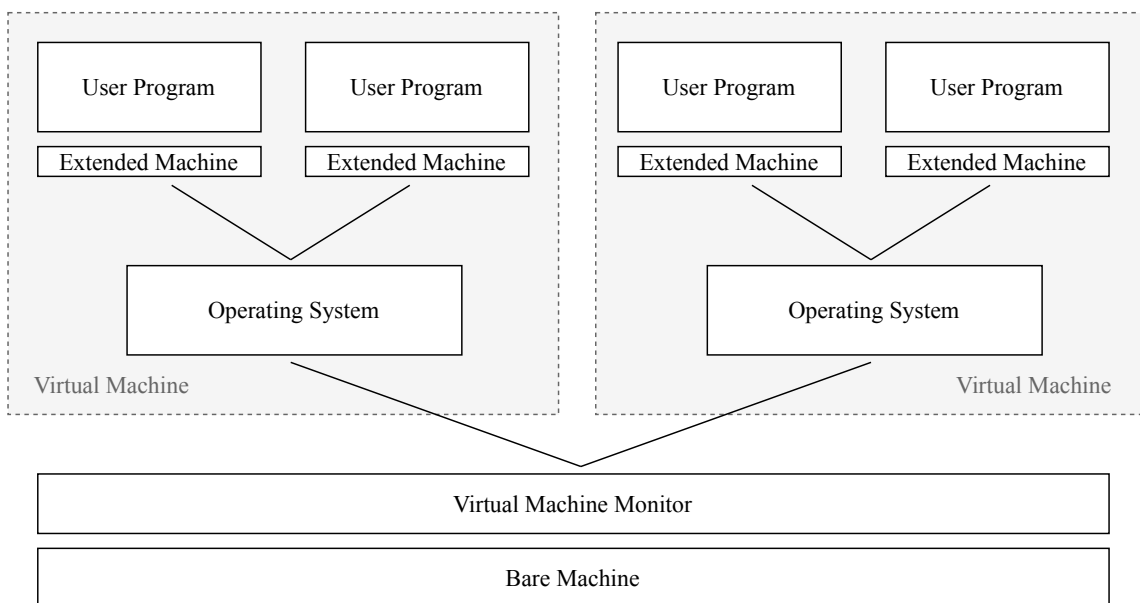 User Program
User Program
Extended Machine
Extended Machine
Operating System
Virtual Machine
User Program
User Program
Extended Machine
Extended Machine
Operating System
Virtual Machine
Virtual Machine Monitor
Bare Machine